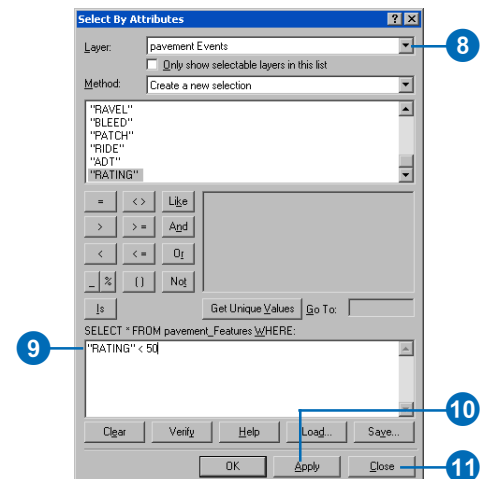 Select By Attributes
Layer: pavement Events 8
Only show selectable layers in this list
Method: Create a new selection
"RAVEL"
"BLEED"
"PATCH"
"RIDE"
"ADT"
"RATING"
= <> Like
> >= And
< <= Or
_ % () Not
Is Get Unique Values Go To:
SELECT * FROM pavement_Features WHERE:
9 "RATING" < 50
Clear Verify Help Load... Save...
10
OK Apply Close 11